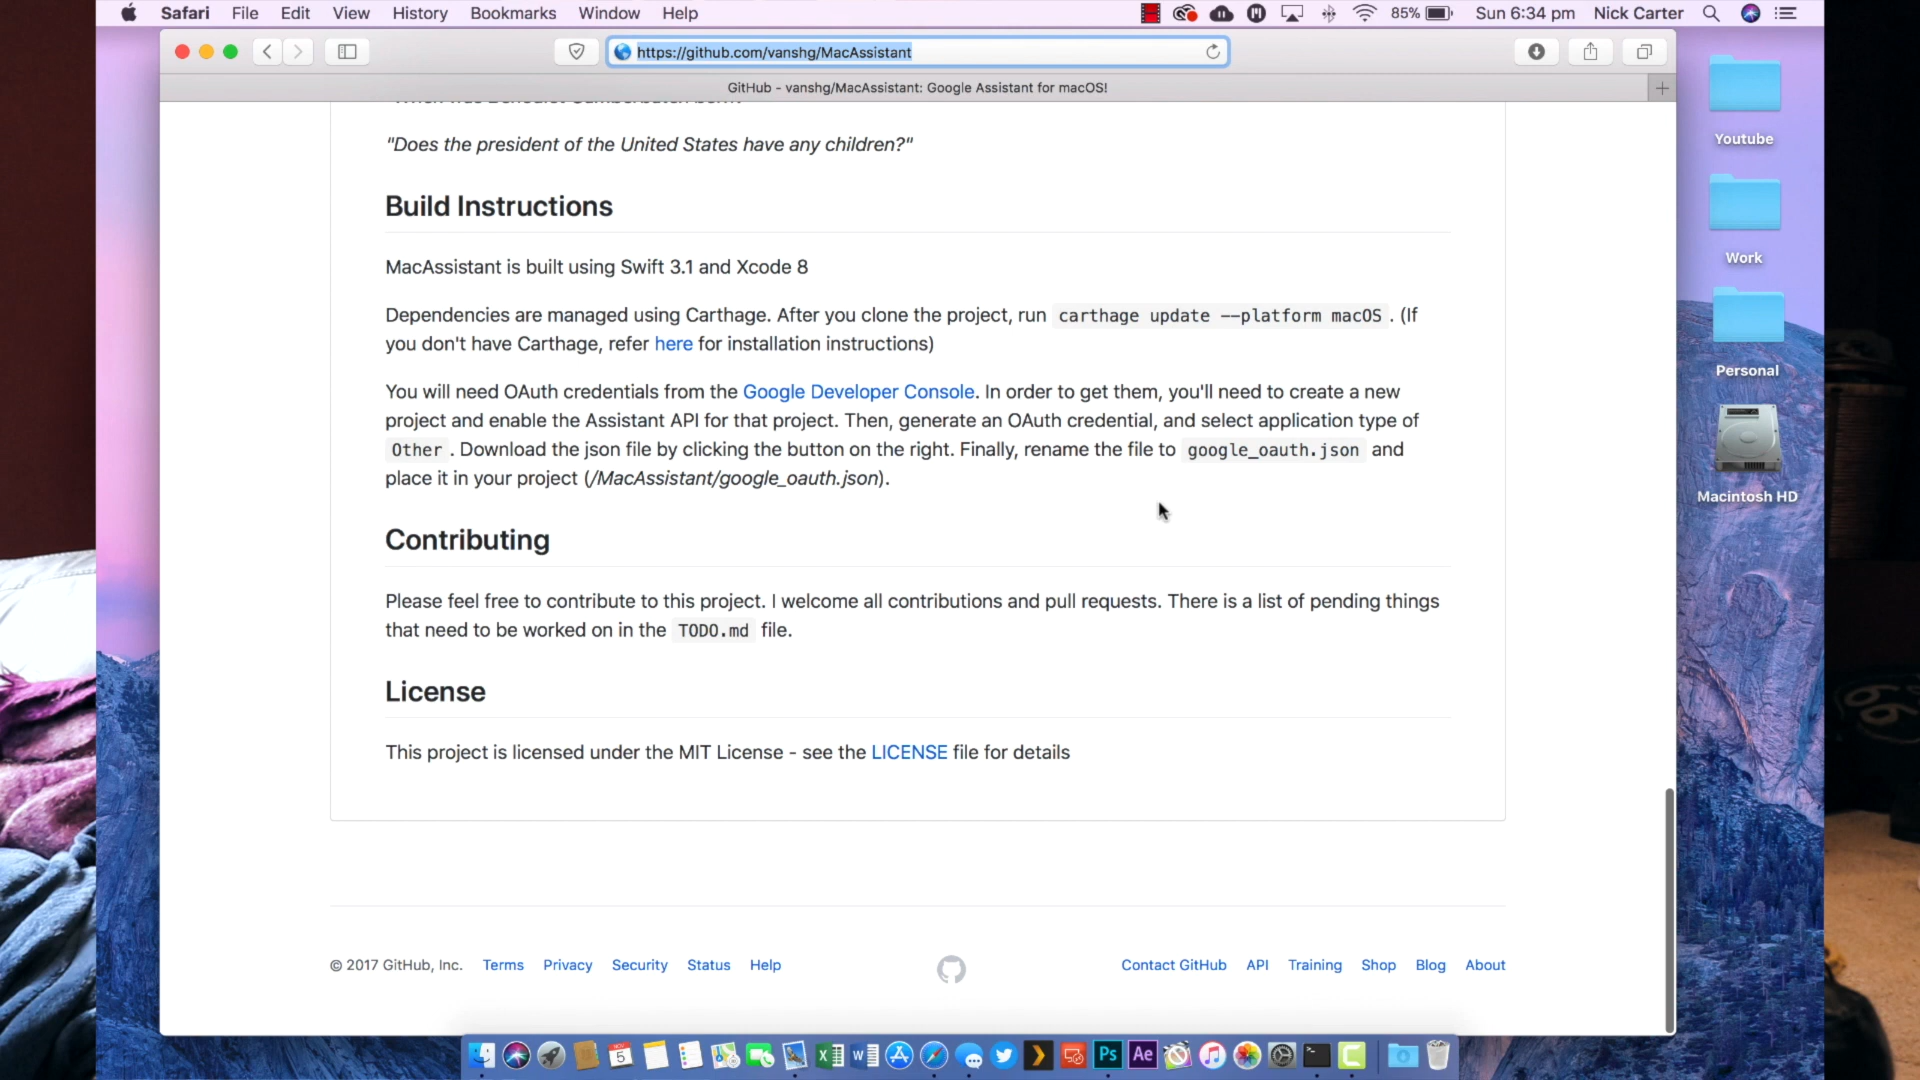 Safari File Edit View History Bookmarks Window Help 85% Sun 6:34 pm Nick Carter
https://github.com/vanshg/MacAssistant
GitHub - vanshg/MacAssistant: Google Assistant for macOS!
"Does the president of the United States have any children?"
Build Instructions
MacAssistant is built using Swift 3.1 and Xcode 8
Dependencies are managed using Carthage. After you clone the project, run carthage update --platform macOS . (If
you don't have Carthage, refer here for installation instructions)
You will need OAuth credentials from the Google Developer Console. In order to get them, you'll need to create a new
project and enable the Assistant API for that project. Then, generate an OAuth credential, and select application type of
Other . Download the json file by clicking the button on the right. Finally, rename the file to google_oauth.json and
place it in your project (/MacAssistant/google_oauth.json).
Contributing
Please feel free to contribute to this project. I welcome all contributions and pull requests. There is a list of pending things
that need to be worked on in the TODO.md file.
License
This project is licensed under the MIT License - see the LICENSE file for details
© 2017 GitHub, Inc. Terms Privacy Security Status Help
Contact GitHub API Training Shop Blog About
Youtube
Work
Personal
Macintosh HD
NOV
5
Ps
Ae